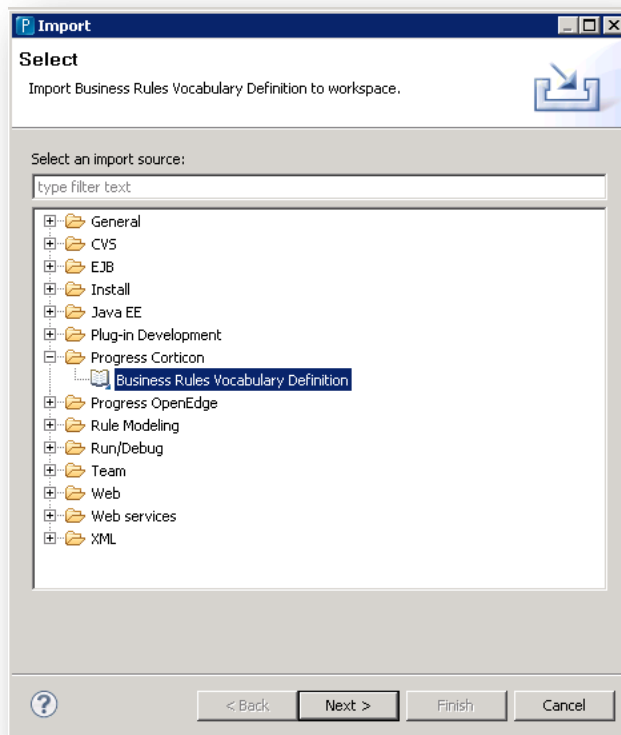 Import
Select
Import Business Rules Vocabulary Definition to workspace.
Select an import source:
type filter text
General
CVS
EJB
Install
Java EE
Plug-in Development
Progress Corticon
Business Rules Vocabulary Definition
Progress OpenEdge
Rule Modeling
Run/Debug
Team
Web
Web services
XML
< Back Next > Finish Cancel